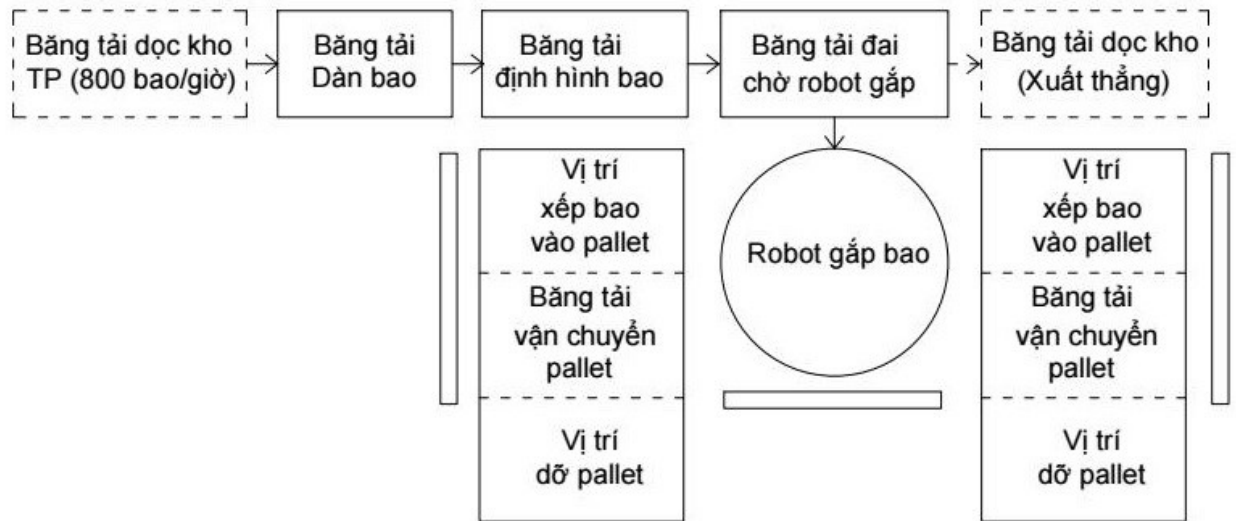 Băng tải dọc kho
TP (800 bao/giờ)
Băng tải
Dàn bao
Băng tải
định hình bao
Băng tải đai
chờ robot gắp
Băng tải dọc kho
(Xuất thẳng)
Vị trí
xếp bao
vào pallet
Băng tải
vận chuyển
pallet
Vị trí
dỡ pallet
Robot gắp bao
Vị trí
xếp bao
vào pallet
Băng tải
vận chuyển
pallet
Vị trí
dỡ pallet